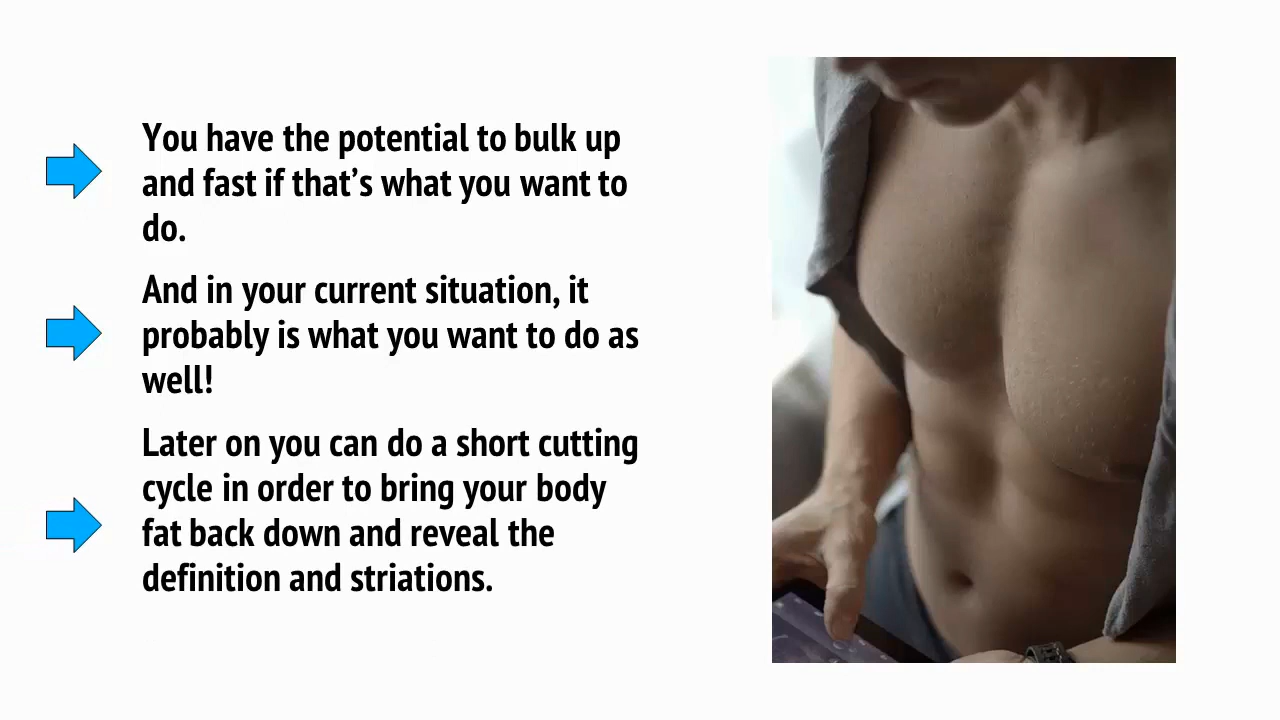 You have the potential to bulk up
and fast if that’s what you want to
do.
And in your current situation, it
probably is what you want to do as
well!
Later on you can do a short cutting
cycle in order to bring your body
fat back down and reveal the
definition and striations.